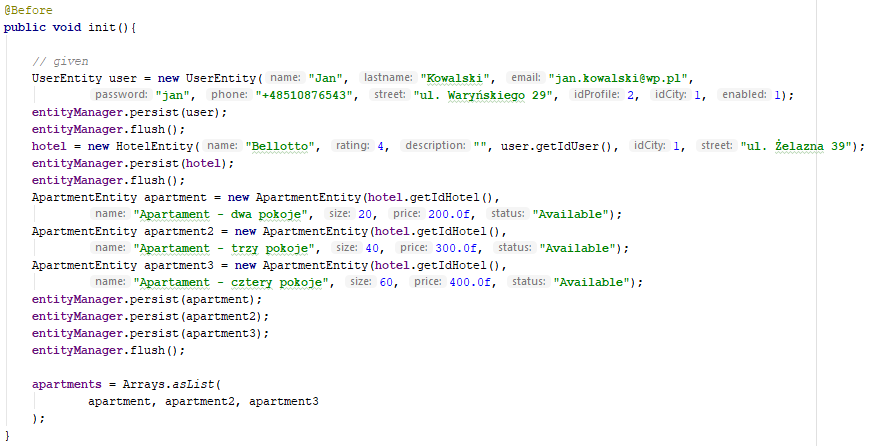 @Before
public void init(){
// given
UserEntity user = new UserEntity( name: "Jan", lastname: "Kowalski", email: "jan.kowalski@wp.pl",
password: "jan", phone: "+48510876543", street: "ul. Waryńskiego 29", idProfile: 2, idCity: 1, enabled: 1);
entityManager.persist(user);
entityManager.flush();
hotel = new HotelEntity( name: "Bellotto", rating: 4, description: "", user.getIdUser(), idCity: 1, street: "ul. Żelazna 39");
entityManager.persist(hotel);
entityManager.flush();
ApartmentEntity apartment = new ApartmentEntity(hotel.getIdHotel(),
name: "Apartament - dwa pokoje", size: 20, price: 200.0f, status: "Available");
ApartmentEntity apartment2 = new ApartmentEntity(hotel.getIdHotel(),
name: "Apartament - trzy pokoje", size: 40, price: 300.0f, status: "Available");
ApartmentEntity apartment3 = new ApartmentEntity(hotel.getIdHotel(),
name: "Apartament - cztery pokoje", size: 60, price: 400.0f, status: "Available");
entityManager.persist(apartment);
entityManager.persist(apartment2);
entityManager.persist(apartment3);
entityManager.flush();
apartments = Arrays.asList(
apartment, apartment2, apartment3
);
}